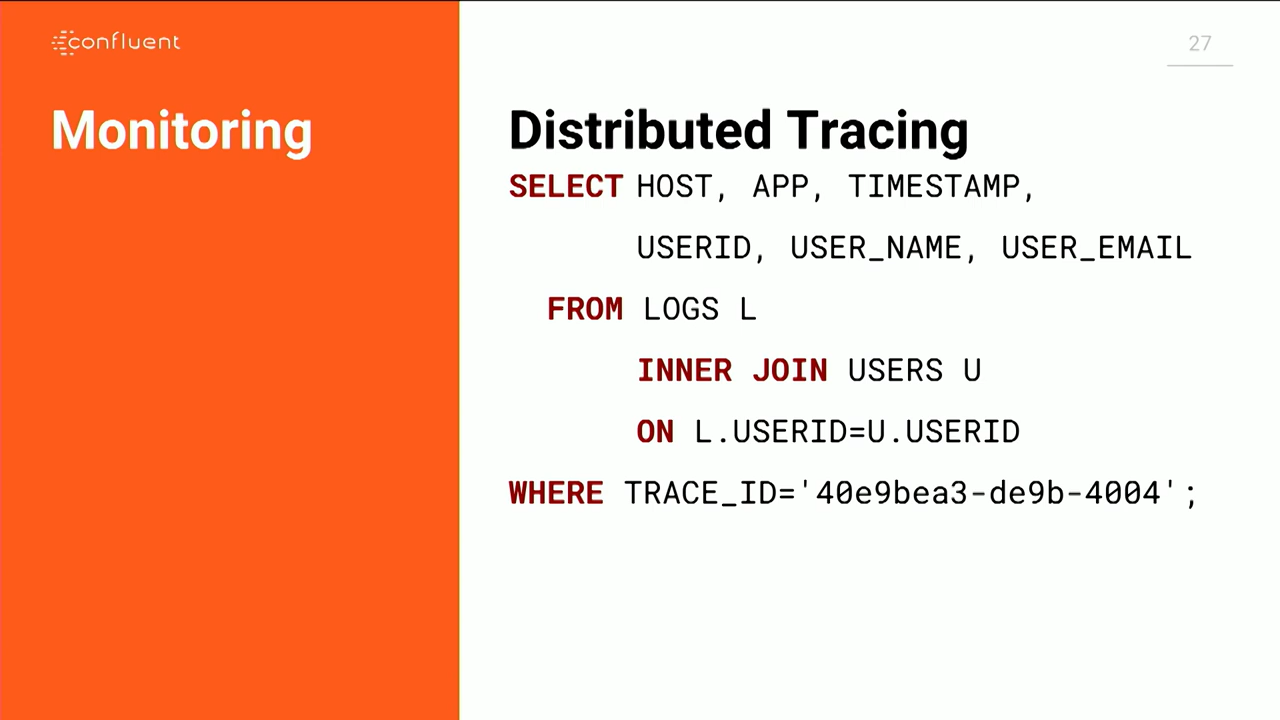 confluent
27
Monitoring
Distributed Tracing
SELECT HOST, APP, TIMESTAMP,
USERID, USER_NAME, USER_EMAIL
FROM LOGS L
INNER JOIN USERS U
ON L.USERID=U.USERID
WHERE TRACE_ID='40e9bea3-de9b-4004';